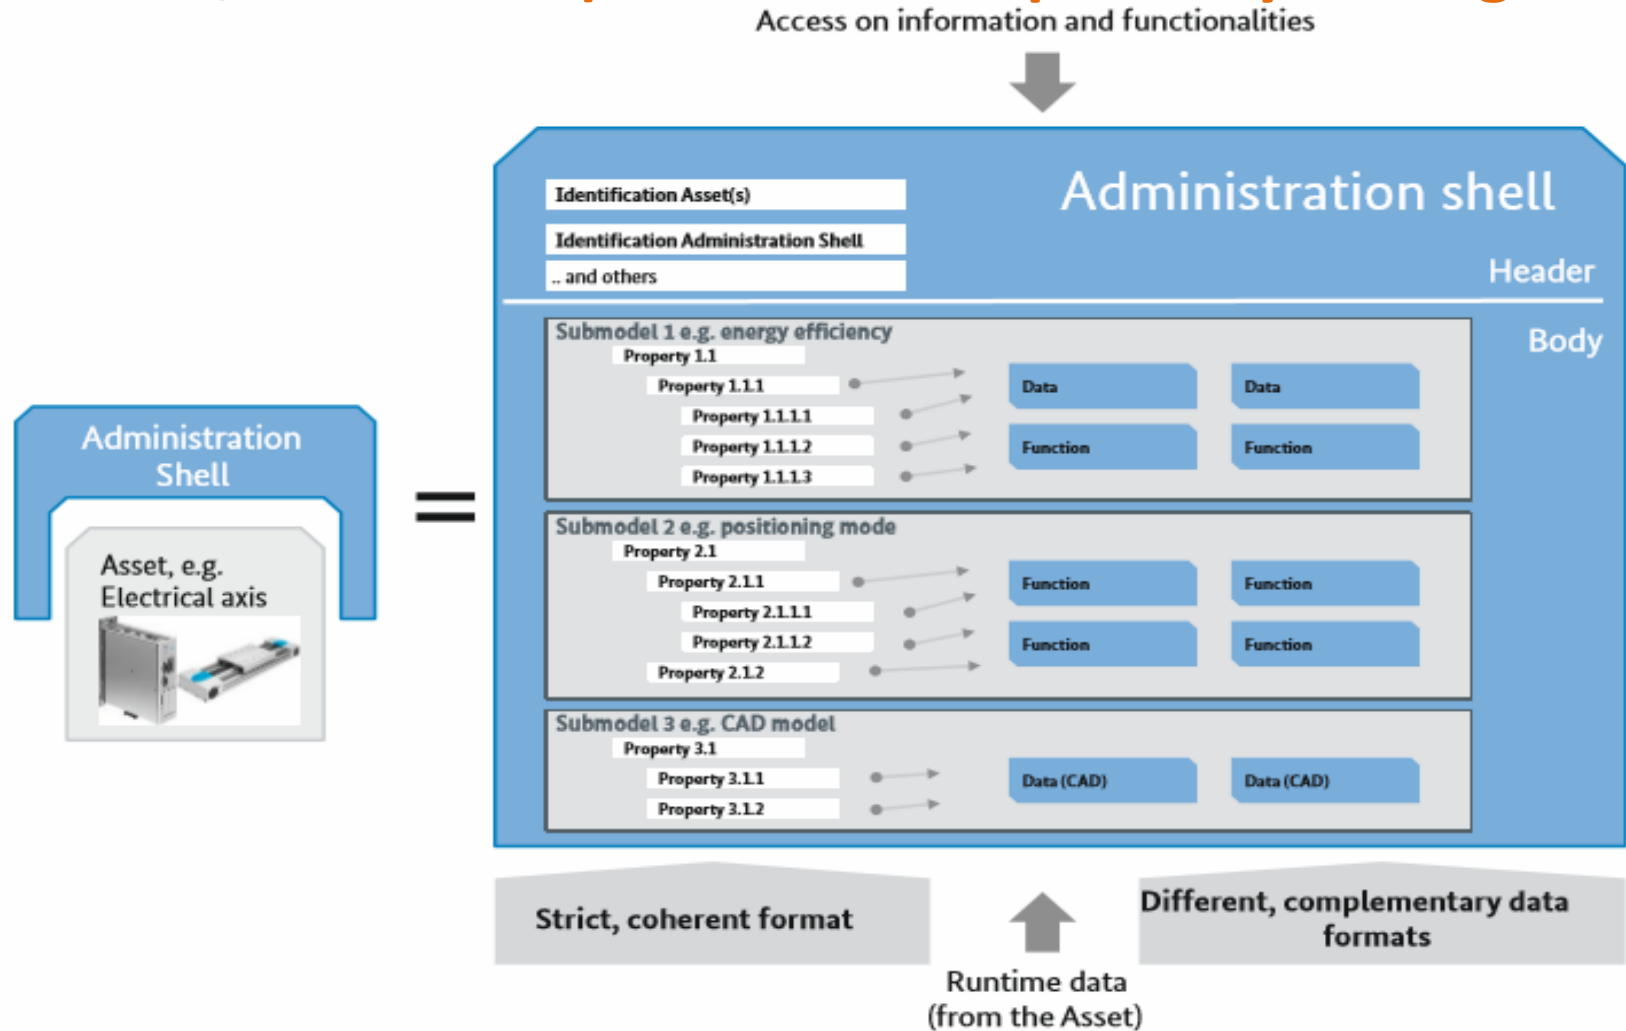 Access on information and functionalities
Administration shell
Identification Asset(s)
Identification Administration Shell
.. and others
Header
Body
Submodel 1 e.g. energy efficiency
Property 1.1
Property 1.1.1
Property 1.1.1.1
Property 1.1.1.2
Property 1.1.1.3
Data
Data
Function
Function
Submodel 2 e.g. positioning mode
Property 2.1
Property 2.1.1
Property 2.1.1.1
Property 2.1.1.2
Property 2.1.2
Function
Function
Function
Function
Submodel 3 e.g. CAD model
Property 3.1
Property 3.1.1
Property 3.1.2
Data (CAD)
Data (CAD)
Administration
Shell
Asset, e.g.
Electrical axis
=
Strict, coherent format
Different, complementary data
formats
Runtime data
(from the Asset)